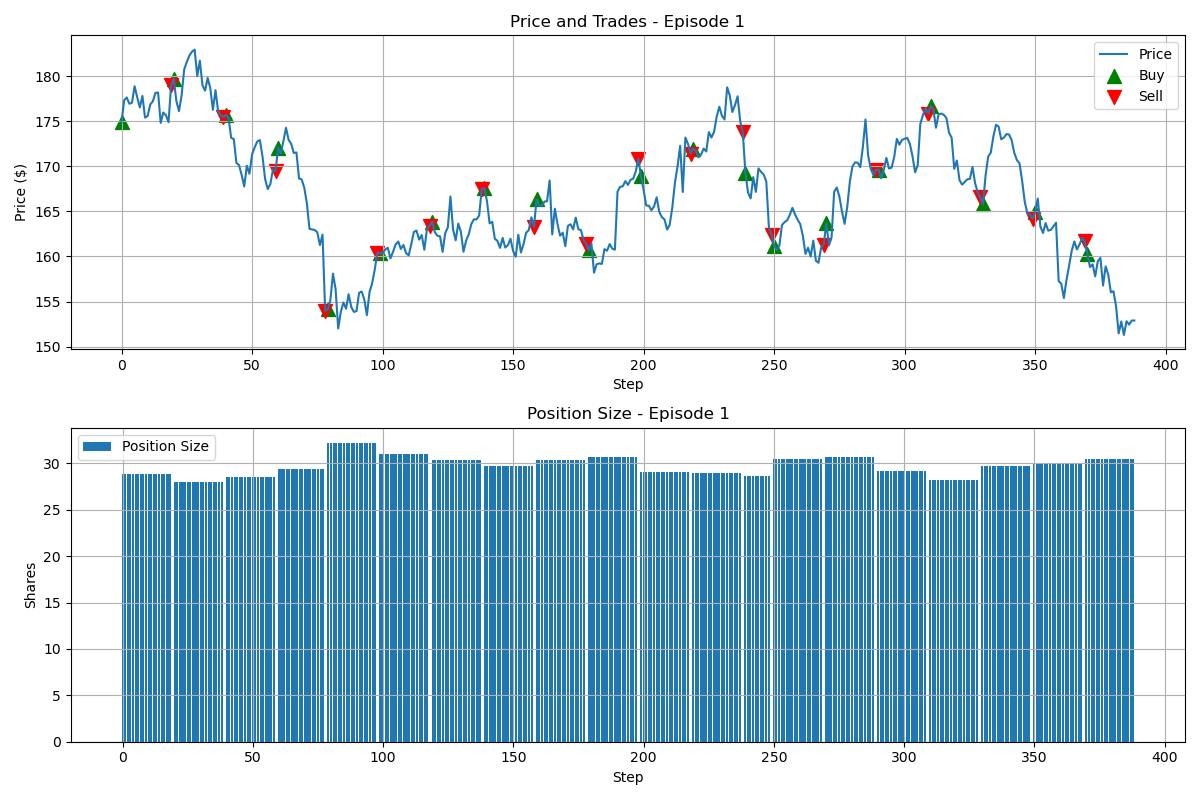 Price and Trades - Episode 1
Price ($)
180
175
170
165
160
155
150
Price
Buy
Sell
0 50 100 150 200 250 300 350 400
Step
Position Size - Episode 1
Shares
30
25
20
15
10
5
0
Position Size
0 50 100 150 200 250 300 350 400
Step